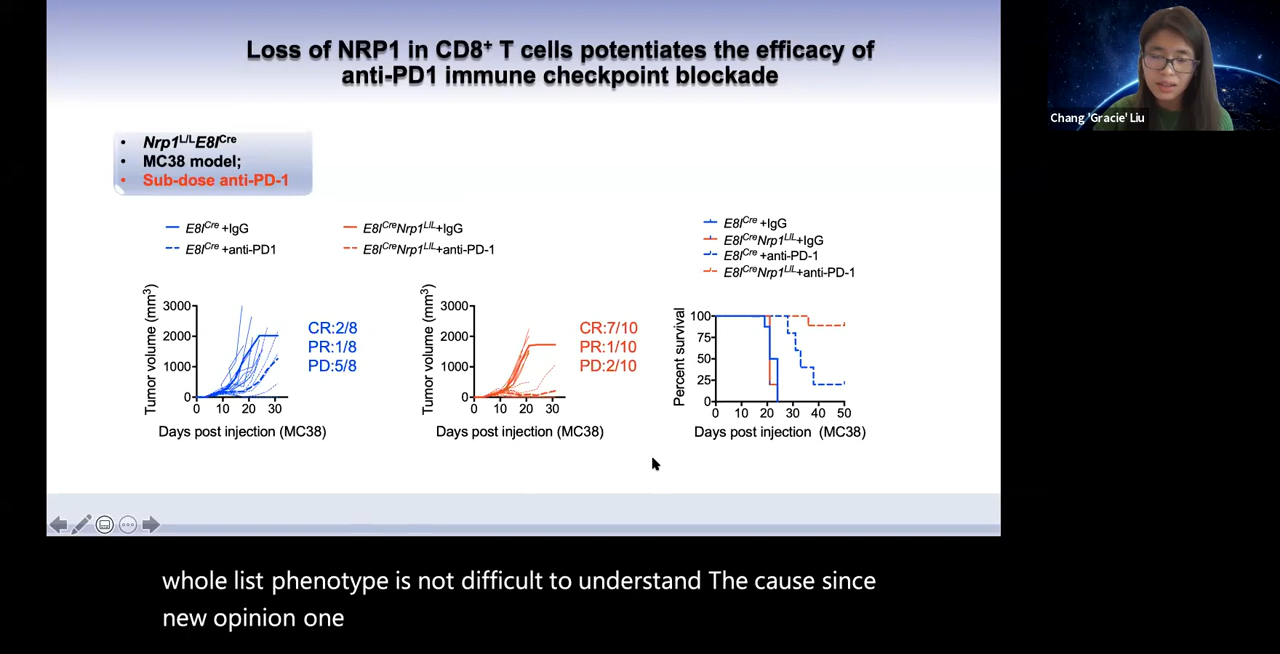 Loss of NRP1 in CD8⁺ T cells potentiates the efficacy of
anti-PD1 immune checkpoint blockade
Chang 'Gracie' Liu
• Nrp1ᴸ/ᴸE8Iᶜʳᵉ
• MC38 model;
• Sub-dose anti-PD-1
E8Iᶜʳᵉ +IgG
E8Iᶜʳᵉ +anti-PD1
E8IᶜʳᵉNrp1ᴸ/ᴸ+IgG
E8IᶜʳᵉNrp1ᴸ/ᴸ+anti-PD-1
E8Iᶜʳᵉ +IgG
E8IᶜʳᵉNrp1ᴸ/ᴸ+IgG
E8Iᶜʳᵉ +anti-PD-1
E8IᶜʳᵉNrp1ᴸ/ᴸ+anti-PD-1
Tumor volume (mm³)
3000
2000
1000
0
0 10 20 30
Days post injection (MC38)
CR:2/8
PR:1/8
PD:5/8
Tumor volume (mm³)
3000
2000
1000
0
0 10 20 30
Days post injection (MC38)
CR:7/10
PR:1/10
PD:2/10
Percent survival
100
75
50
25
0
0 10 20 30 40 50
Days post injection (MC38)
whole list phenotype is not difficult to understand The cause since
new opinion one